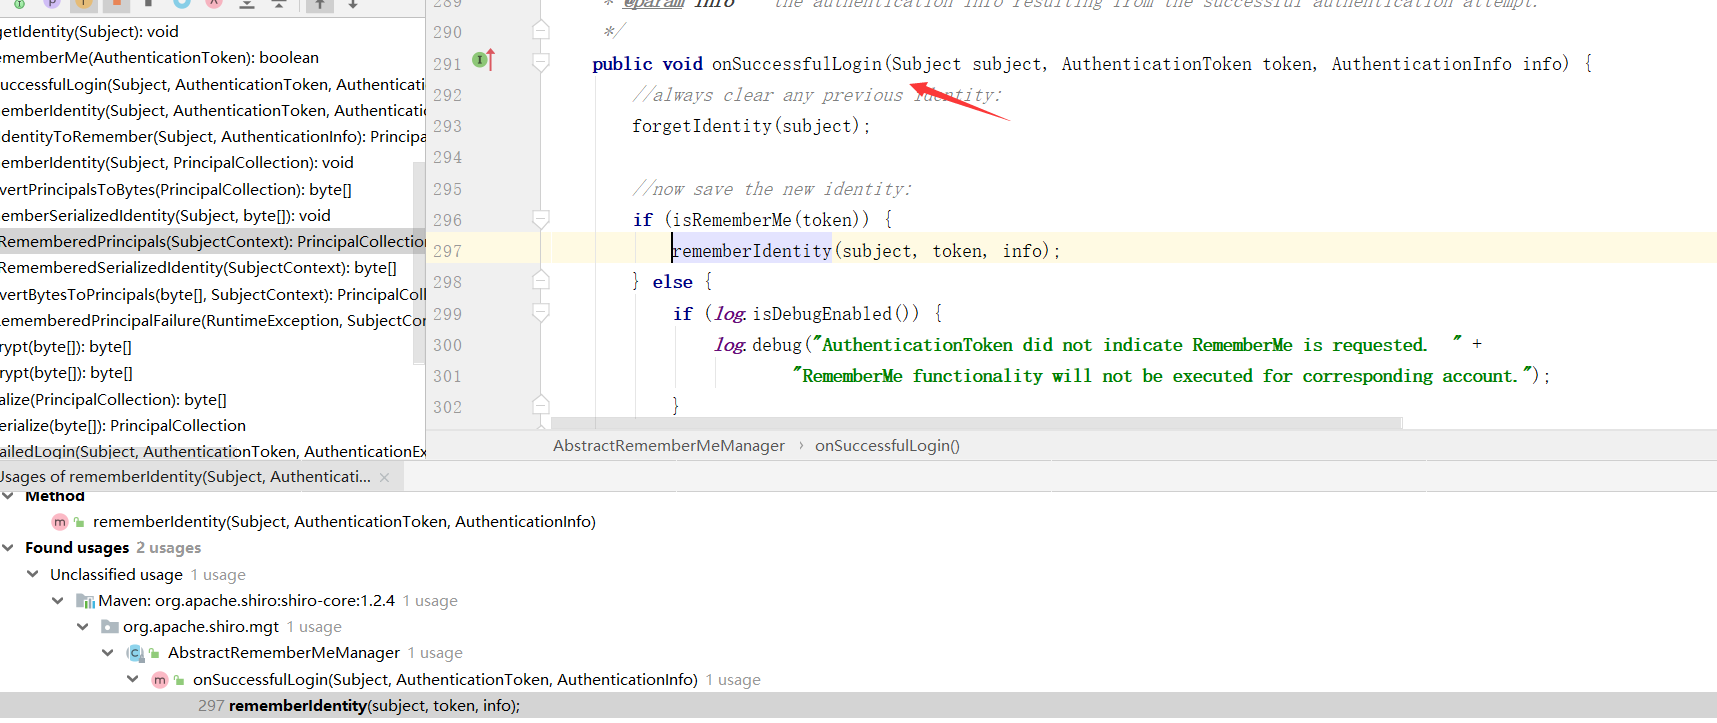 289
* @param info the authentication info resulting from the successful authentication attempt.
290
*/
291
public void onSuccessfulLogin(Subject subject, AuthenticationToken token, AuthenticationInfo info) {
292
//always clear any previous identity:
293
forgetIdentity(subject);
294
295
//now save the new identity:
296
if (isRememberMe(token)) {
297
rememberIdentity(subject, token, info);
298
} else {
299
if (log.isDebugEnabled()) {
300
log.debug("AuthenticationToken did not indicate RememberMe is requested.  " +
301
"RememberMe functionality will not be executed for corresponding account.");
302
}
getIdentity(Subject): void
ememberMe(AuthenticationToken): boolean
uccessfulLogin(Subject, AuthenticationToken, Authenticati
emberIdentity(Subject, AuthenticationToken, Authenticati
IdentityToRemember(Subject, AuthenticationInfo): Principa
emberIdentity(Subject, PrincipalCollection): void
vertPrincipalsToBytes(PrincipalCollection): byte[]
emberSerializedIdentity(Subject, byte[]): void
RememberedPrincipals(SubjectContext): PrincipalCollection
RememberedSerializedIdentity(SubjectContext): byte[]
vertBytesToPrincipals(byte[], SubjectContext): PrincipalColl
ememberedPrincipalFailure(RuntimeException, SubjectCon
rypt(byte[]): byte[]
rypt(byte[]): byte[]
alize(PrincipalCollection): byte[]
erialize(byte[]): PrincipalCollection
ailedLogin(Subject, AuthenticationToken, AuthenticationEx
AbstractRememberMeManager › onSuccessfulLogin()
Usages of rememberIdentity(Subject, Authenticati... ×
Method
m rememberIdentity(Subject, AuthenticationToken, AuthenticationInfo)
Found usages 2 usages
Unclassified usage 1 usage
Maven: org.apache.shiro:shiro-core:1.2.4 1 usage
org.apache.shiro.mgt 1 usage
C AbstractRememberMeManager 1 usage
m onSuccessfulLogin(Subject, AuthenticationToken, AuthenticationInfo) 1 usage
297 rememberIdentity(subject, token, info);